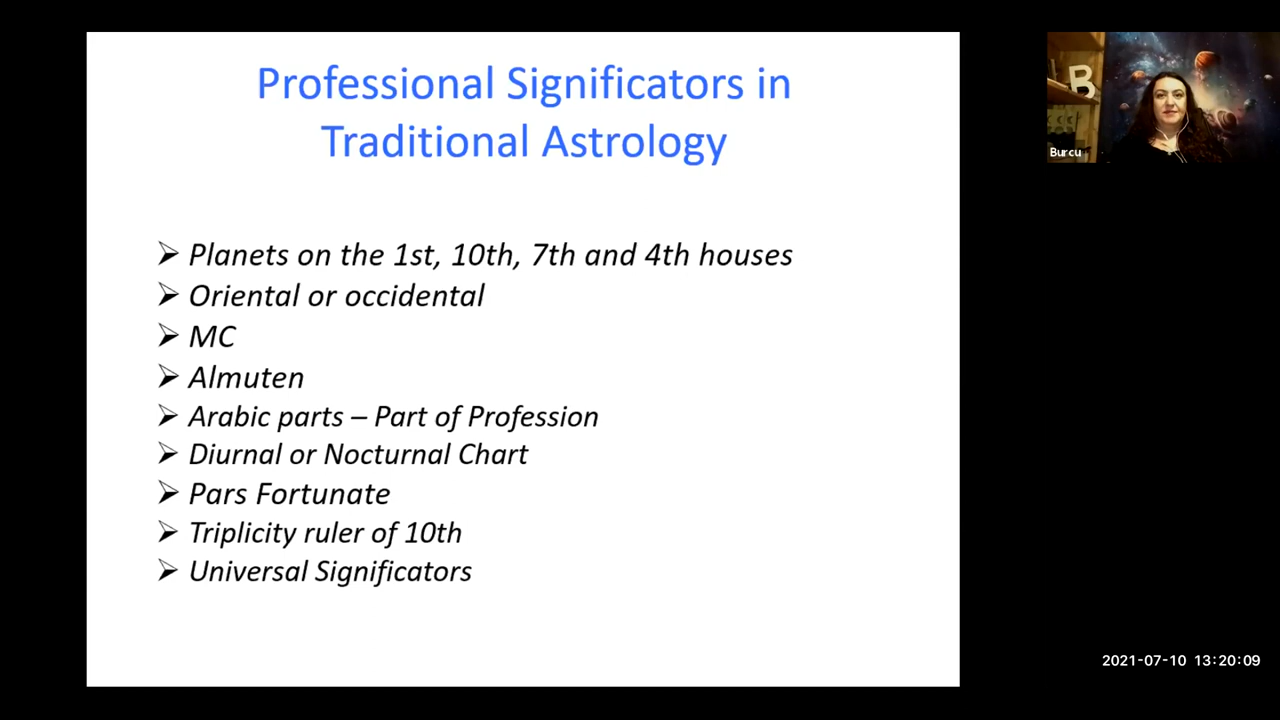 Professional Significators in
Traditional Astrology
➢ Planets on the 1st, 10th, 7th and 4th houses
➢ Oriental or occidental
➢ MC
➢ Almuten
➢ Arabic parts – Part of Profession
➢ Diurnal or Nocturnal Chart
➢ Pars Fortunate
➢ Triplicity ruler of 10th
➢ Universal Significators
B
Burcu
2021-07-10 13:20:09